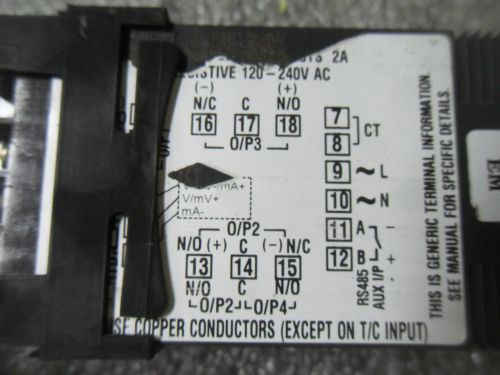 2A
120-240V AC
(-) (+)
N/C C N/O
16 17 18
O/P3
7
8
CT
9 ~ L
10 ~ N
11 A -
12 B +
RS485
AUX I/P
V/mV+
mA-
O/P2
N/O (+) C (-) N/C
13 14 15
N/O C N/O
O/P2 O/P4
COPPER CONDUCTORS (EXCEPT ON T/C INPUT)
THIS IS GENERIC TERMINAL INFORMATION.
SEE MANUAL FOR SPECIFIC DETAILS.